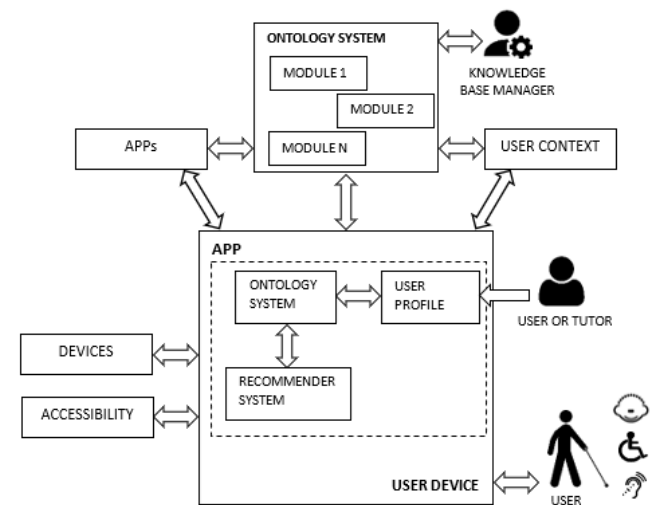 ONTOLOGY SYSTEM
MODULE 1
MODULE 2
MODULE N
KNOWLEDGE
BASE MANAGER
APPs
USER CONTEXT
APP
ONTOLOGY
SYSTEM
USER
PROFILE
USER OR TUTOR
DEVICES
RECOMMENDER
SYSTEM
ACCESSIBILITY
USER DEVICE
USER